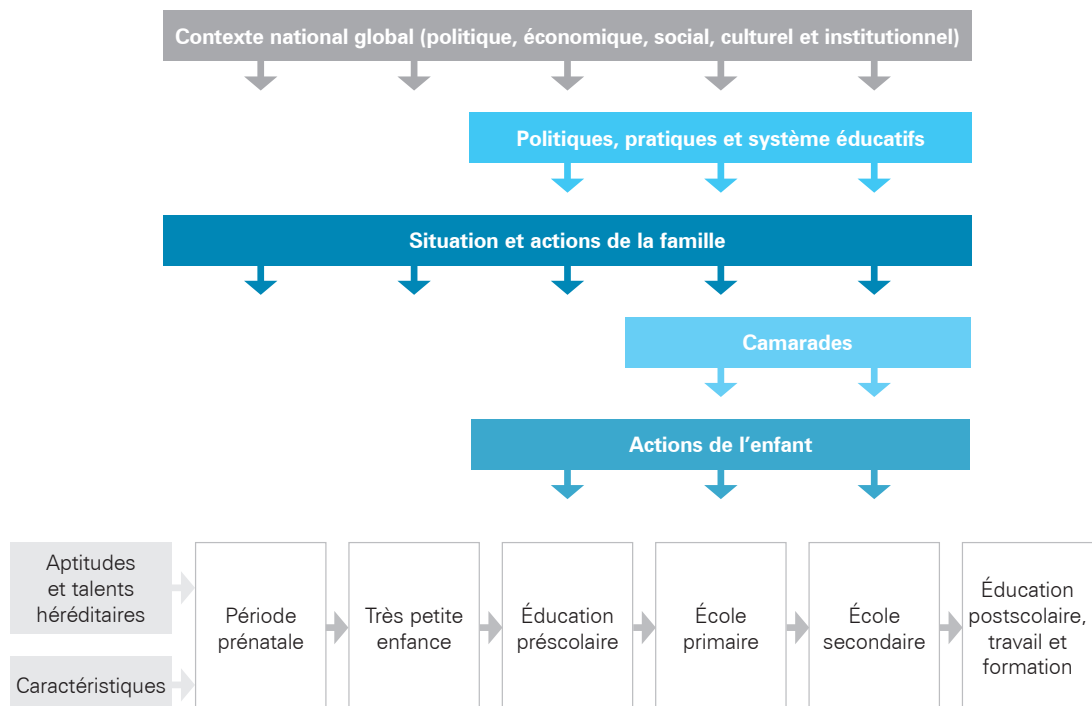 Contexte national global (politique, économique, social, culturel et institutionnel)
Politiques, pratiques et système éducatifs
Situation et actions de la famille
Camarades
Actions de l'enfant
Aptitudes
et talents
héréditaires
Caractéristiques
Période
prénatale
Très petite
enfance
Éducation
préscolaire
École
primaire
École
secondaire
Éducation
postscolaire,
travail et
formation